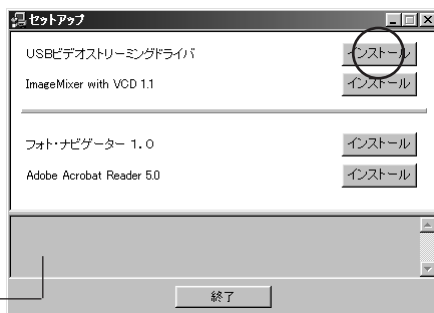 セットアップ
USBビデオストリーミングドライバ インストール
ImageMixer with VCD 1.1 インストール
フォト・ナビゲーター 1.0 インストール
Adobe Acrobat Reader 5.0 インストール
終了